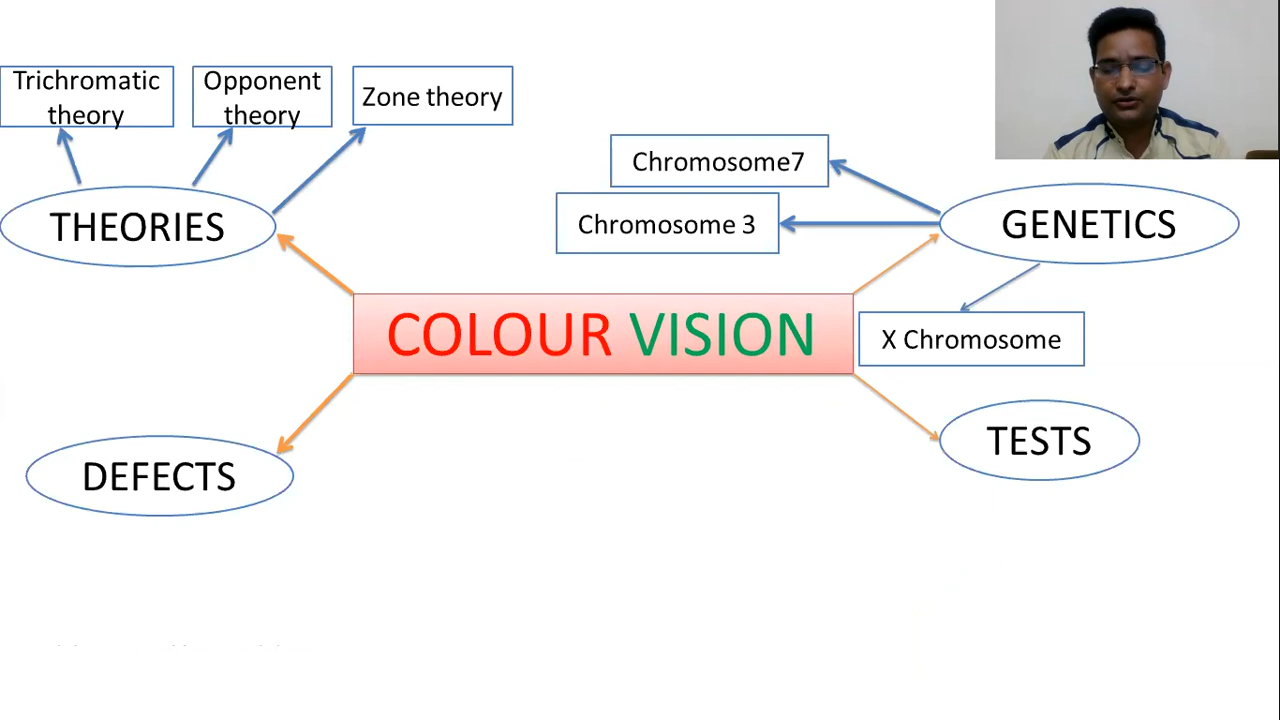 Trichromatic
theory
Opponent
theory
Zone theory
Chromosome7
Chromosome 3
THEORIES
GENETICS
COLOUR VISION
X Chromosome
DEFECTS
TESTS